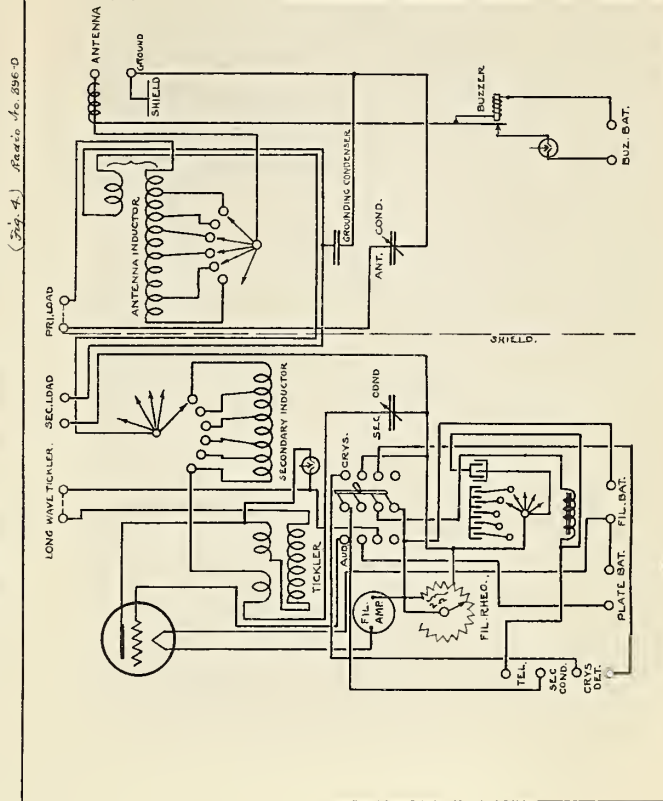 (Fig. 4) Radio No. 396-D
ANTENNA
GROUND
SHIELD
BUZZER
BUZ. BAT.
GROUNDING CONDENSER
ANT. COND.
ANTENNA INDUCTOR
PRI. LOAD
SHIELD.
SEC. LOAD
SECONDARY INDUCTOR
SEC. COND
LONG WAVE TICKLER.
TICKLER
CRYS.
AUD.
FIL.
AMP.
FIL. RHEO.
FIL. BAT.
PLATE BAT.
TEL.
SEC
COND.
CRYS
DET.